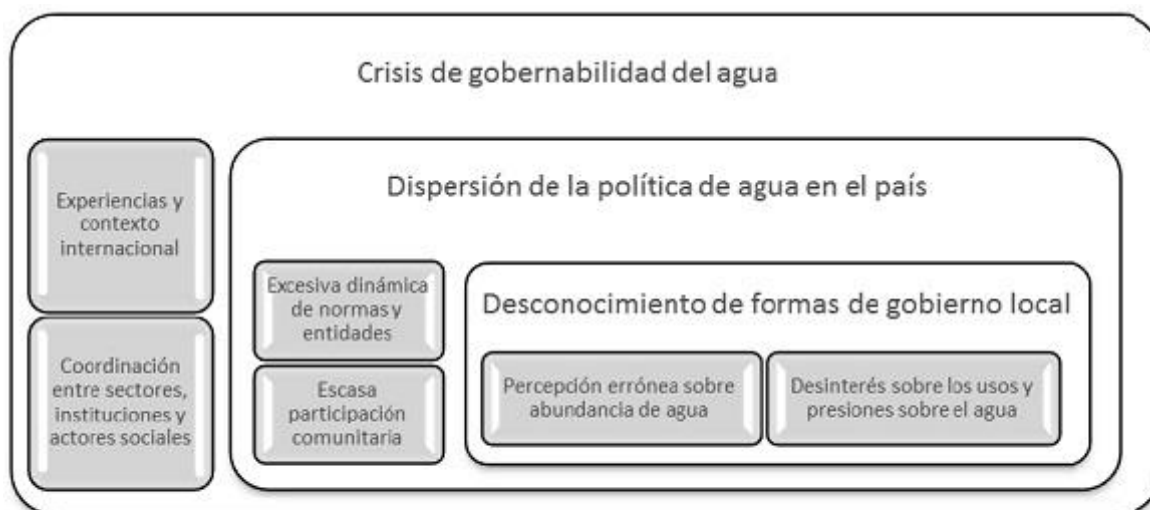 Crisis de gobernabilidad del agua
Experiencias y
contexto
internacional
Coordinación
entre sectores,
instituciones y
actores sociales
Dispersión de la política de agua en el país
Excesiva dinámica
de normas y
entidades
Escasa
participación
comunitaria
Desconocimiento de formas de gobierno local
Percepción errónea sobre
abundancia de agua
Desinterés sobre los usos y
presiones sobre el agua